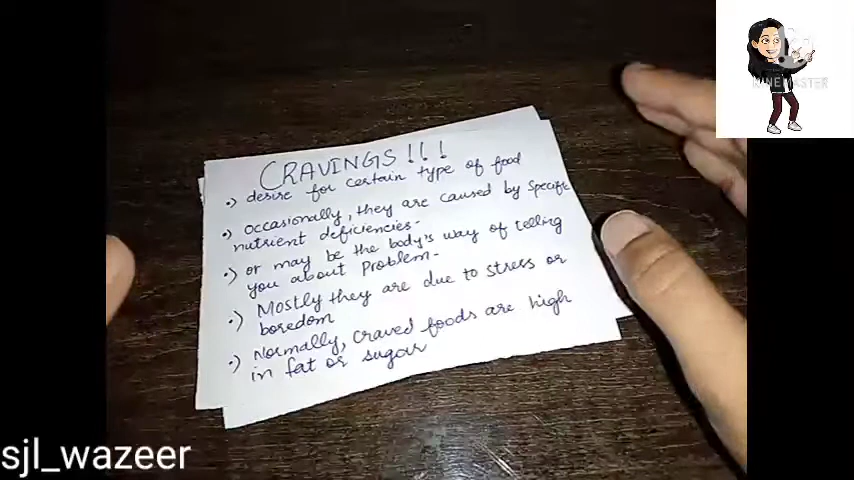 CRAVINGS!!!
•) desire for certain type of food
•) occasionally, they are caused by specific
nutrient deficiencies-
•) or may be the body's way of telling
you about problem-
•) Mostly they are due to stress or
boredom
•) Normally, craved foods are high
in fat or sugar
KINEMASTER
sjl_wazeer